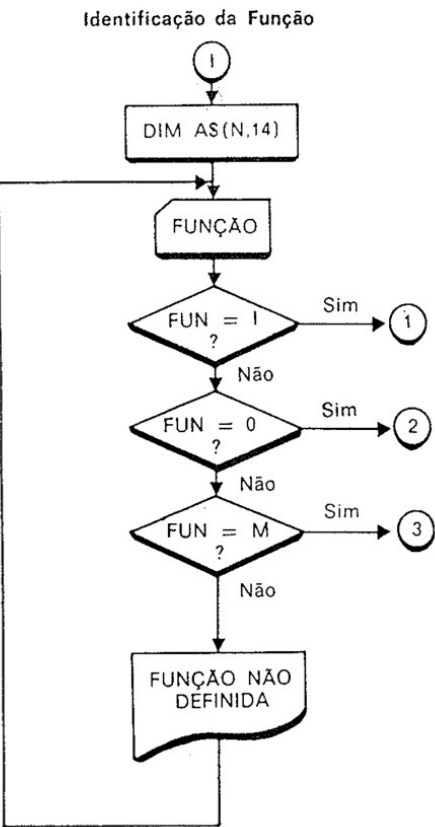 Identificação da Função
I
DIM AS(N,14)
FUNÇÃO
FUN = I
?
Sim
1
Não
FUN = 0
?
Sim
2
Não
FUN = M
?
Sim
3
Não
FUNÇÃO NÃO
DEFINIDA